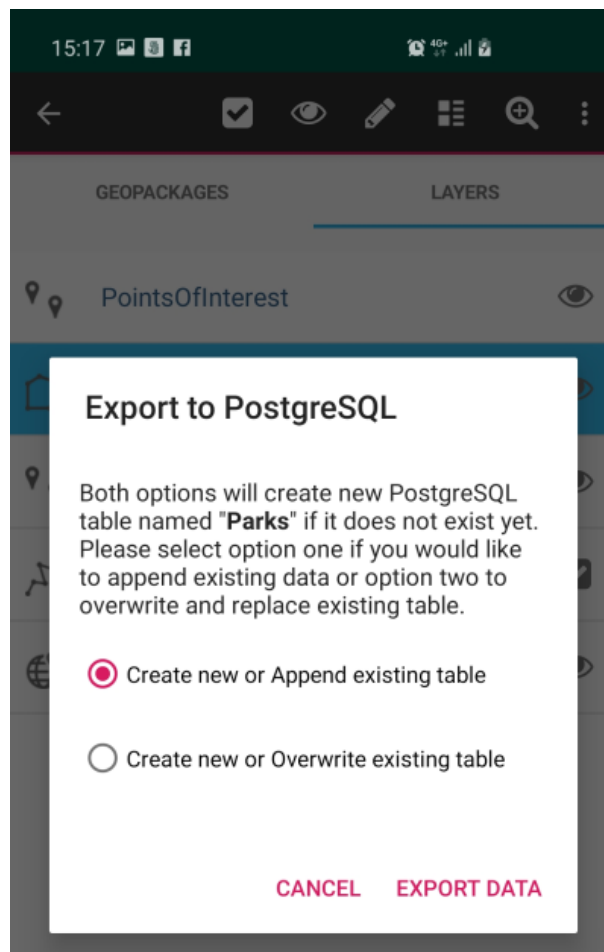 15:17
4G+
GEOPACKAGES
LAYERS
PointsOfInterest
Export to PostgreSQL
Both options will create new PostgreSQL
table named "Parks" if it does not exist yet.
Please select option one if you would like
to append existing data or option two to
overwrite and replace existing table.
Create new or Append existing table
Create new or Overwrite existing table
CANCEL
EXPORT DATA